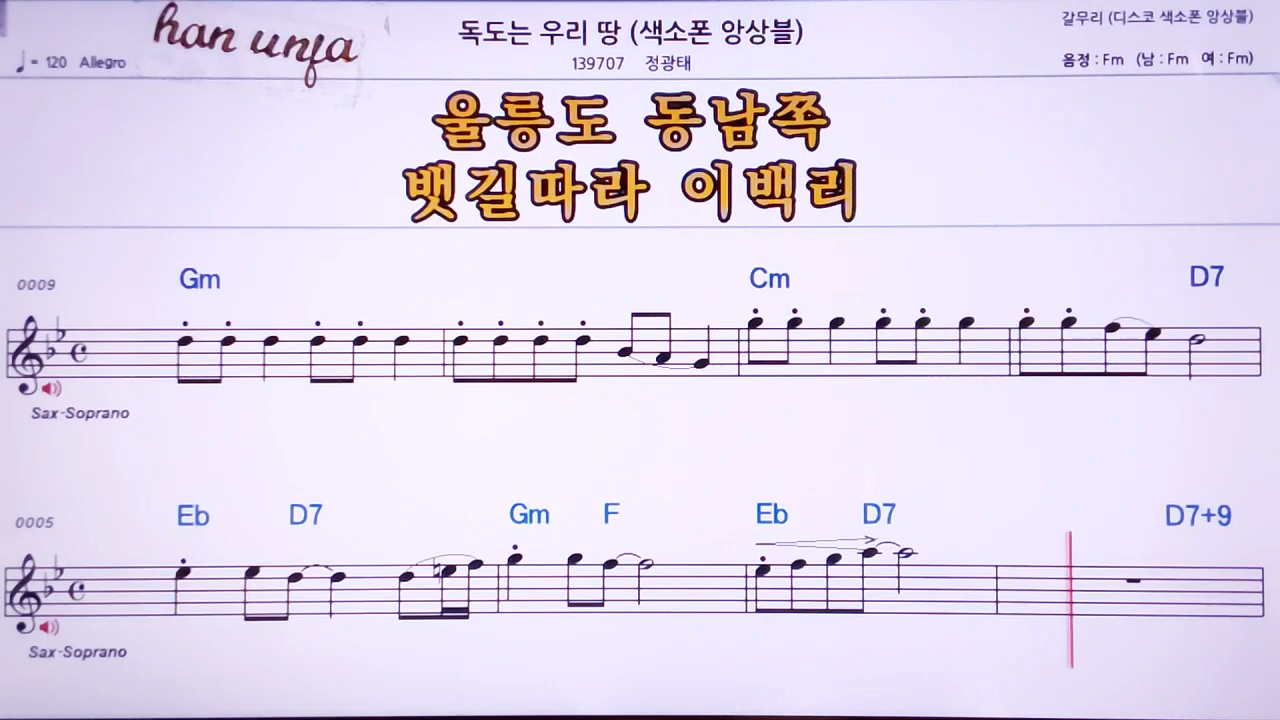 han unfa
독도는 우리 땅 (색소폰 앙상블)
갈무리 (디스코 색소폰 앙상블)
♩ = 120 Allegro
139707 정광태
음정 : Fm (남 : Fm 여 : Fm)
울릉도 동남쪽
뱃길따라 이백리
0009 Gm Cm D7
Sax-Soprano
0005 Eb D7 Gm F Eb D7 D7+9
Sax-Soprano